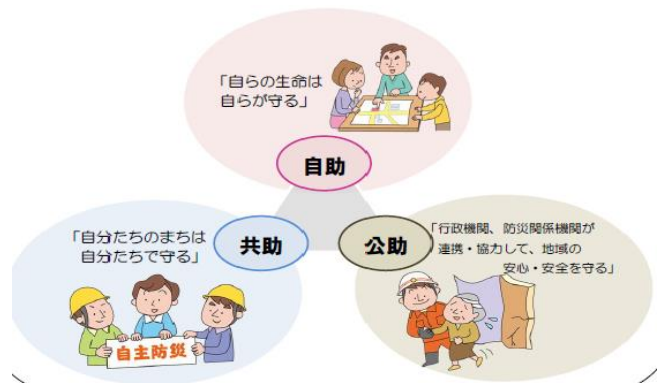 「自らの生命は
自らが守る」
自助
「自分たちのまちは
自分たちで守る」
共助
自主防災
公助
「行政機関、防災関係機関が
連携・協力して、地域の
安心・安全を守る」